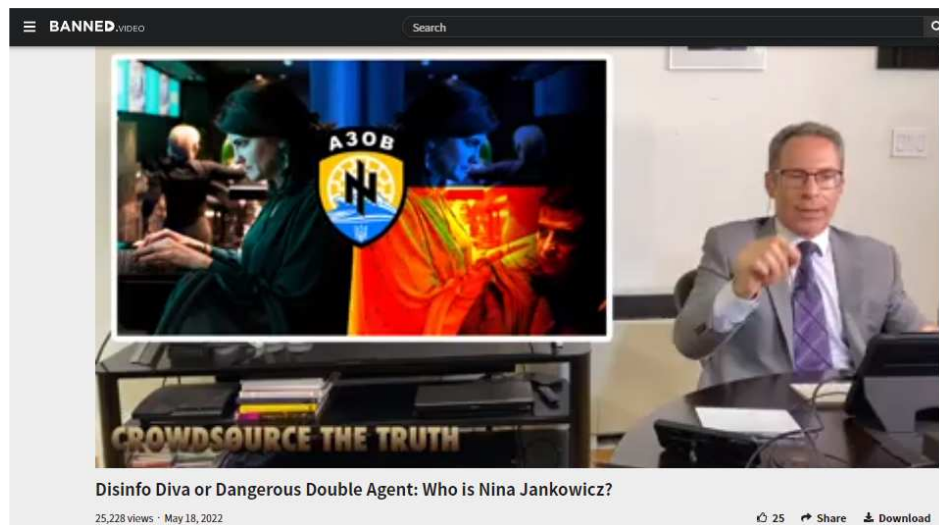 BANNED.VIDEO
Search
АЗОВ
CROWDSOURCE THE TRUTH
Disinfo Diva or Dangerous Double Agent: Who is Nina Jankowicz?
25,228 views · May 18, 2022
25 Share Download